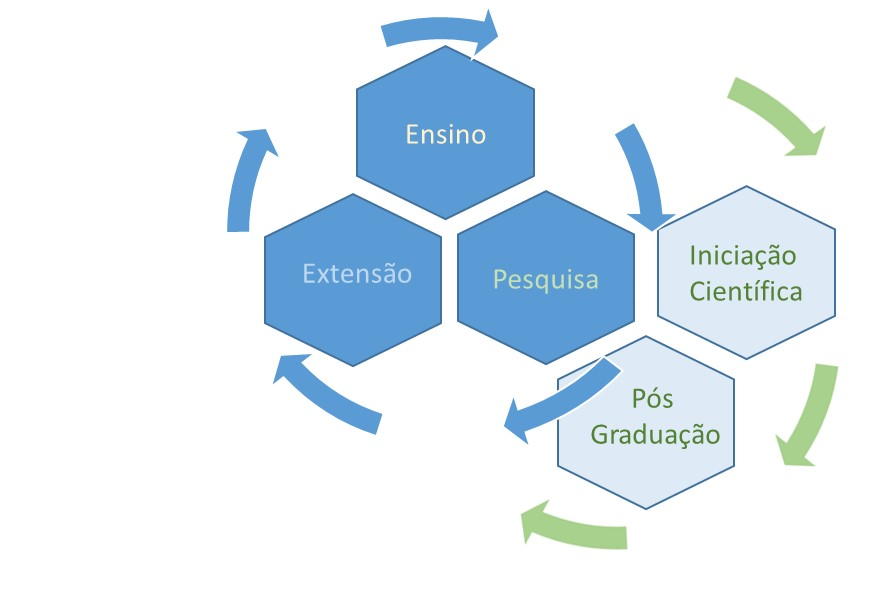 Ensino
Extensão
Pesquisa
Iniciação
Científica
Pós
Graduação